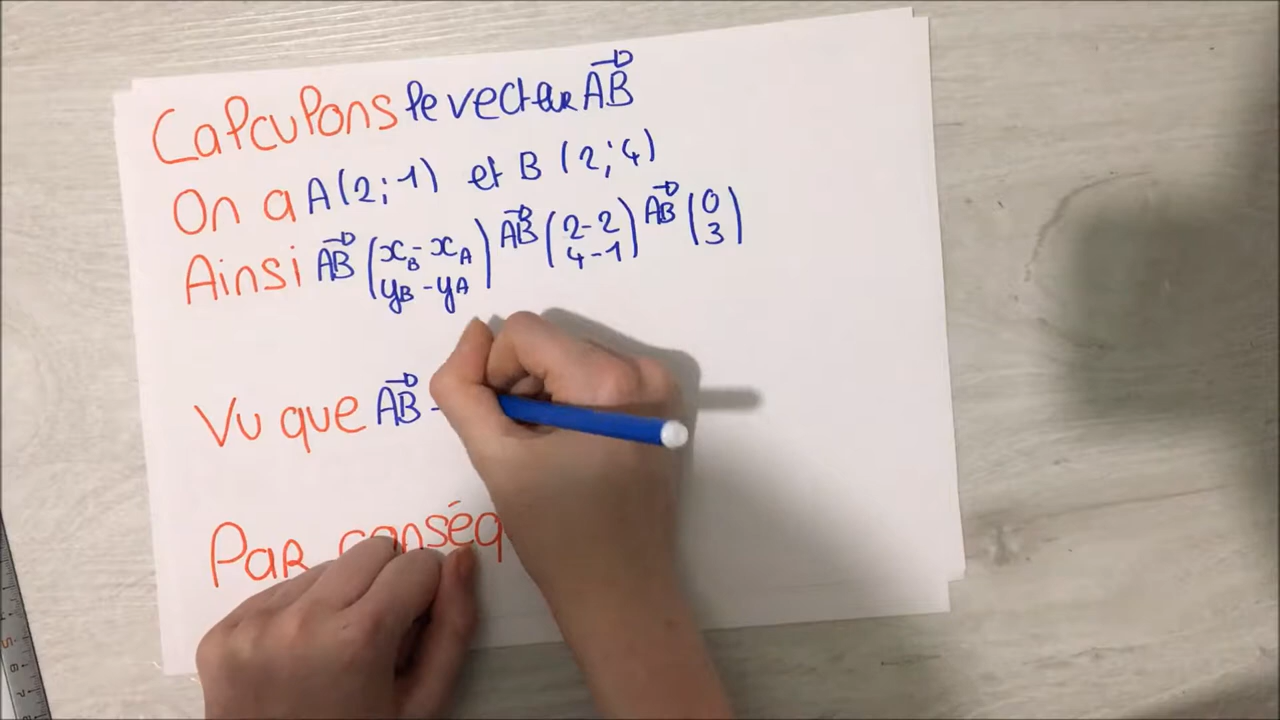 Calculons le vecteur AB
On a A(2;1) et B (2;4)
Ainsi AB (xB - xA yB - yA) AB (2-2 4-1) AB (0 3)
Vu que AB
Par conséqu